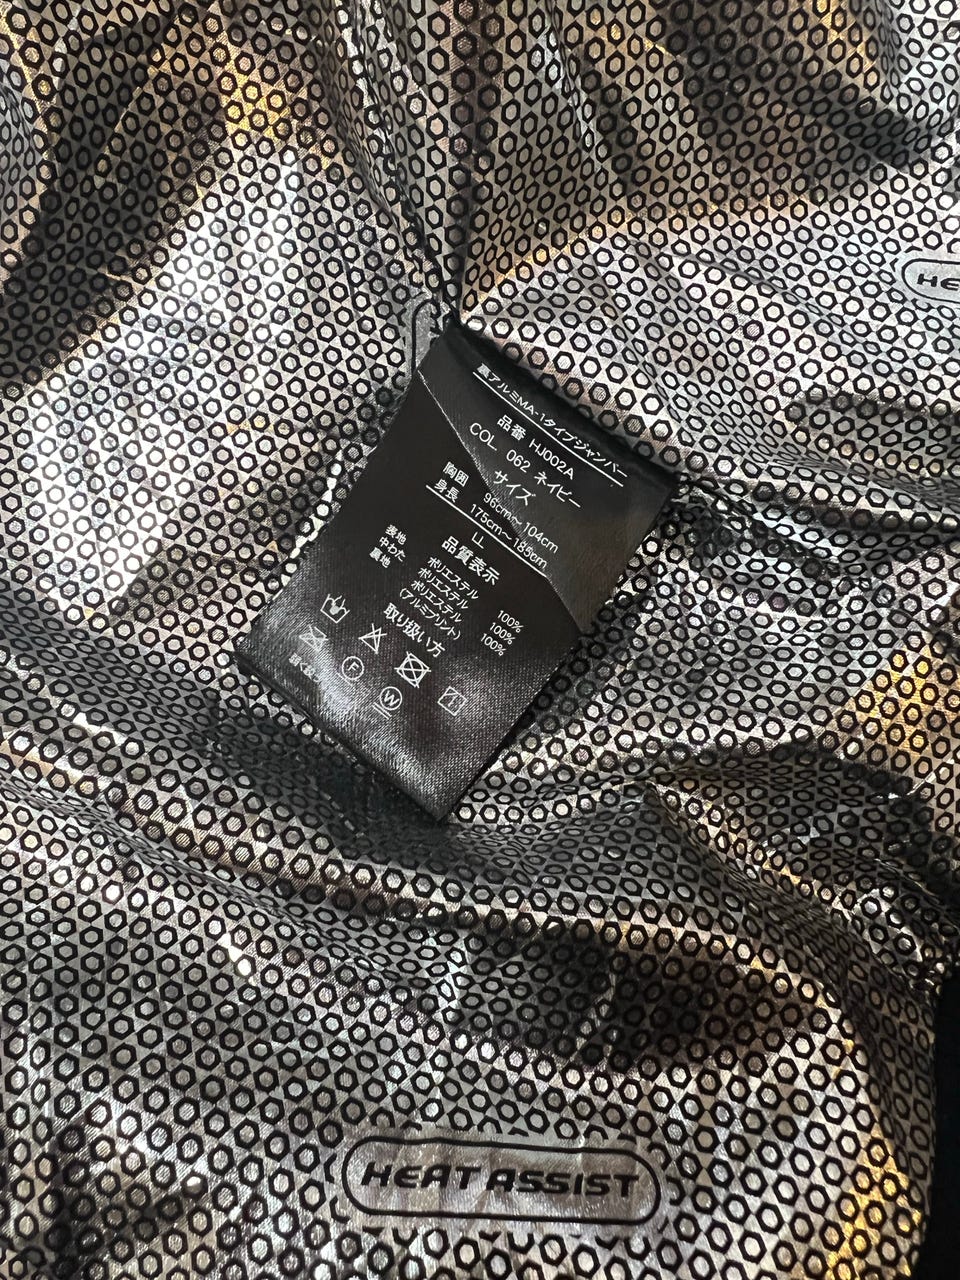 裏アルミMA-1タイプジャンパー
品番 HJ002A
COL 062 ネイビー
サイズ
胸囲 96cm～104cm
身長 175cm～185cm
LL
品質表示
表地 ポリエステル 100%
中わた ポリエステル 100%
裏地 ポリエステル 100%
(アルミプリント)
取り扱い方
F
W
HE
HEAT ASSIST